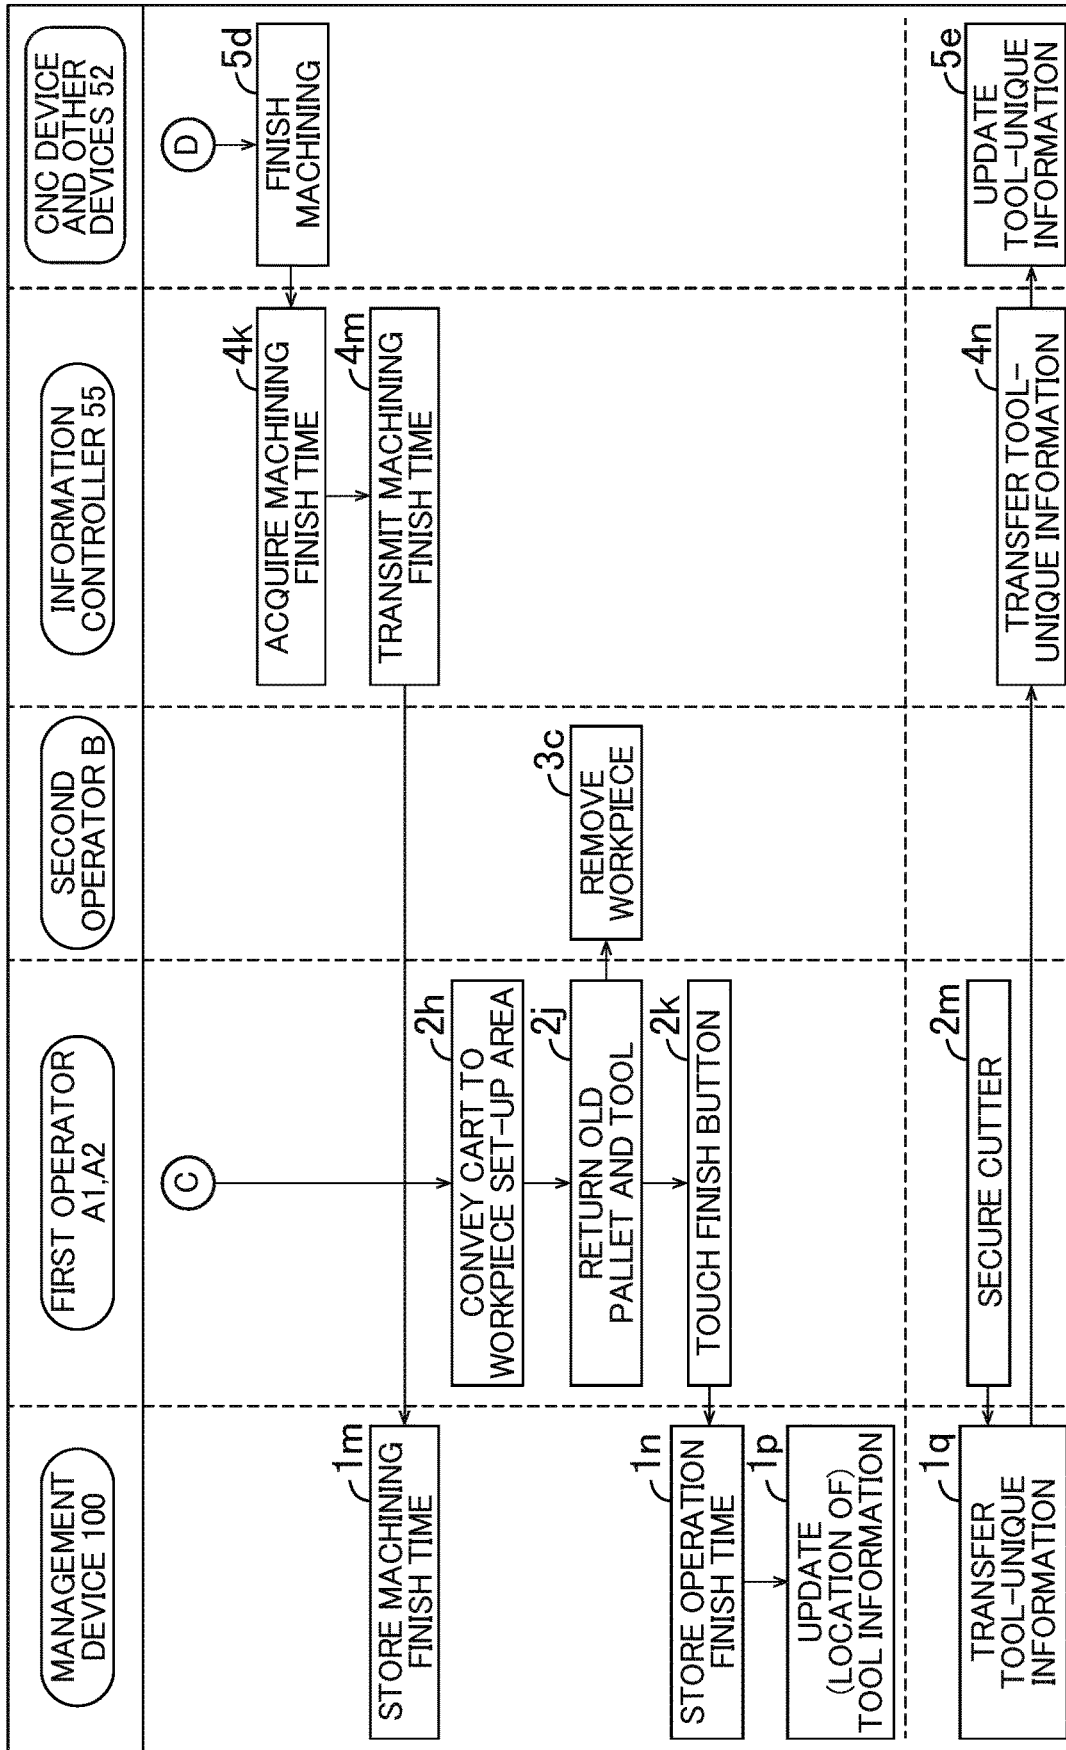 MANAGEMENT
DEVICE 100
FIRST OPERATOR
A1,A2
SECOND
OPERATOR B
INFORMATION
CONTROLLER 55
CNC DEVICE
AND OTHER
DEVICES 52
C
D
5d
FINISH
MACHINING
4k
ACQUIRE MACHINING
FINISH TIME
4m
TRANSMIT MACHINING
FINISH TIME
1m
STORE MACHINING
FINISH TIME
2h
CONVEY CART TO
WORKPIECE SET-UP AREA
2j
RETURN OLD
PALLET AND TOOL
3c
REMOVE
WORKPIECE
2k
TOUCH FINISH BUTTON
1n
STORE OPERATION
FINISH TIME
1p
UPDATE
(LOCATION OF)
TOOL INFORMATION
2m
SECURE CUTTER
1q
TRANSFER
TOOL-UNIQUE
INFORMATION
4n
TRANSFER TOOL-
UNIQUE INFORMATION
5e
UPDATE
TOOL-UNIQUE
INFORMATION